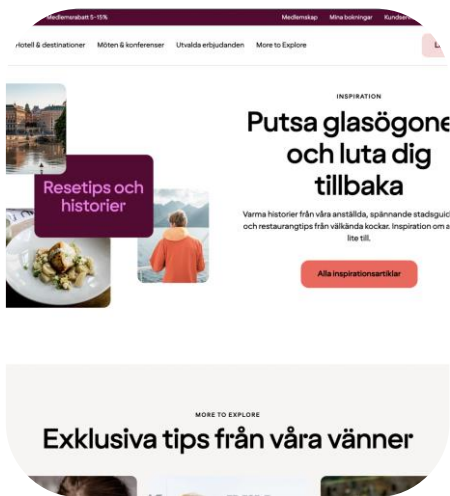 Medlemsrabatt 5-15%
Medlemskap Mina bokningar
Hotell & destinationer Möten & konferenser Utvalda erbjudanden More to Explore
INSPIRATION
Putsa
och luta dig
tillbaka
Resetips och
historier
Varma historier från våra anställda, spännande
och restaurangtips från välkända kockar. Inspiration om
lite till.
Alla inspirationsartiklar
MORE TO EXPLORE
Exklusiva tips från våra vänner